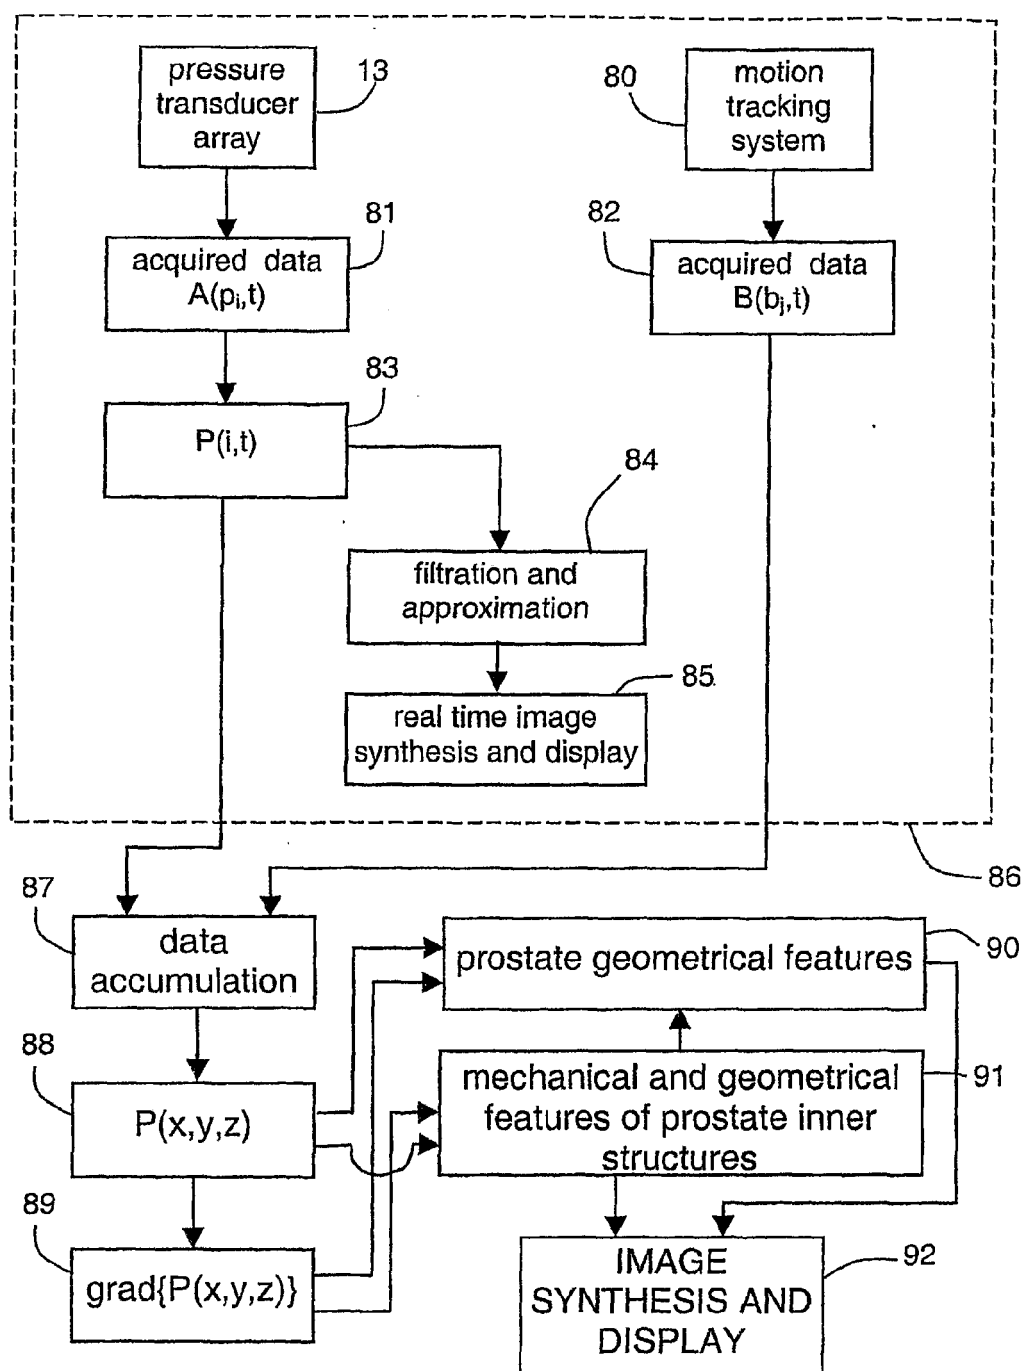 pressure
transducer
array
13
80
motion
tracking
system
81
acquired data
A(pi,t)
82
acquired data
B(bj,t)
83
P(i,t)
84
filtration and
approximation
85
real time image
synthesis and display
86
87
data
accumulation
90
prostate geometrical features
88
P(x,y,z)
91
mechanical and geometrical
features of prostate inner
structures
89
grad{P(x,y,z)}
92
IMAGE
SYNTHESIS AND
DISPLAY